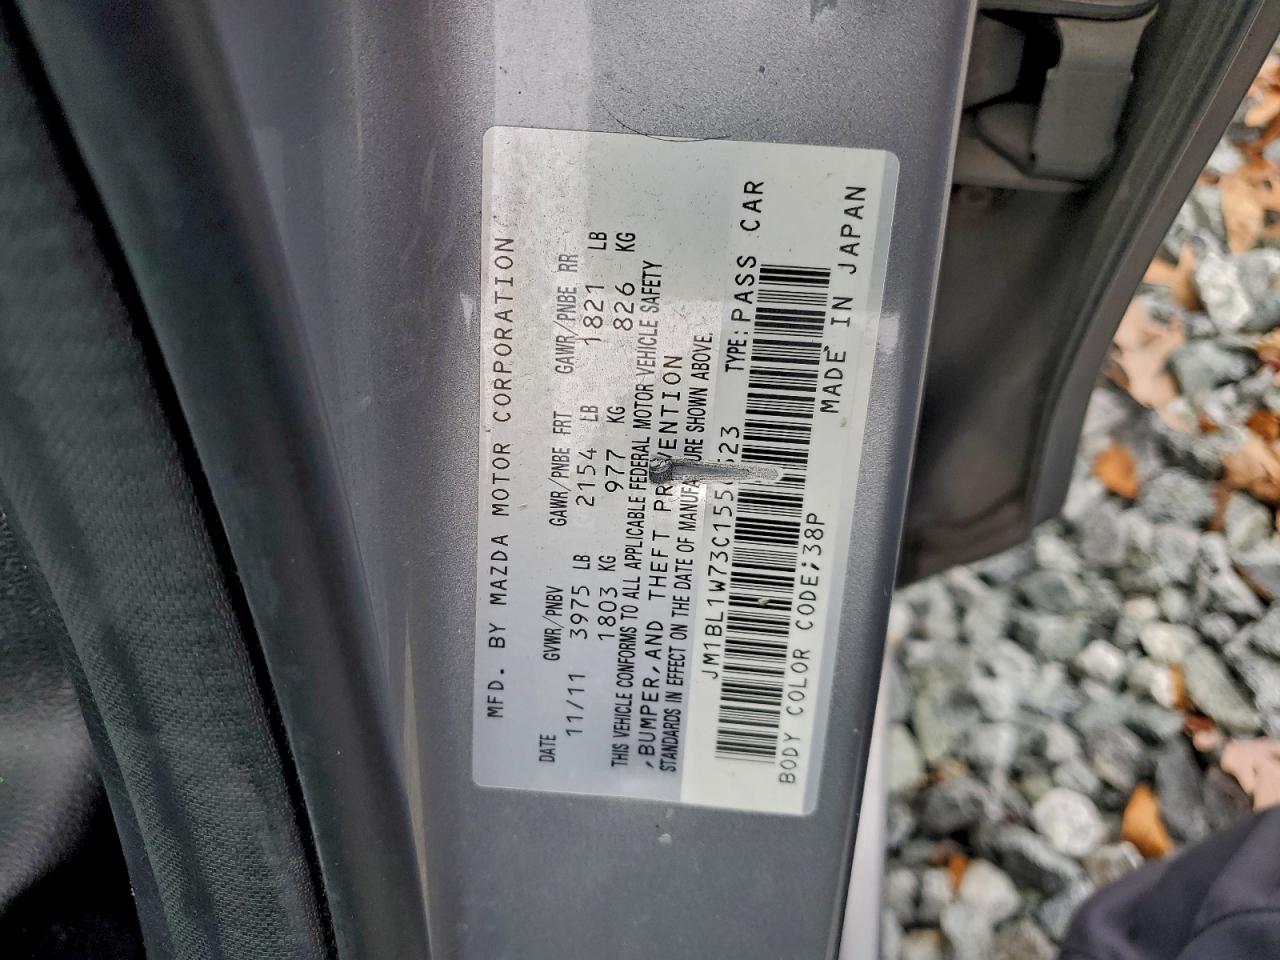 MFD. BY MAZDA MOTOR CORPORATION
DATE GVWR/PNBV GAWR/PNBE FRT GAWR/PNBE RR
11/11 3975 LB 2154 LB 1821 LB
1803 KG 977 KG 826 KG
THIS VEHICLE CONFORMS TO ALL APPLICABLE FEDERAL MOTOR VEHICLE SAFETY
,BUMPER, AND THEFT PREVENTION
STANDARDS IN EFFECT ON THE DATE OF MANUFACTURE SHOWN ABOVE.
TYPE: PASS CAR
BODY COLOR CODE;38P
MADE IN JAPAN